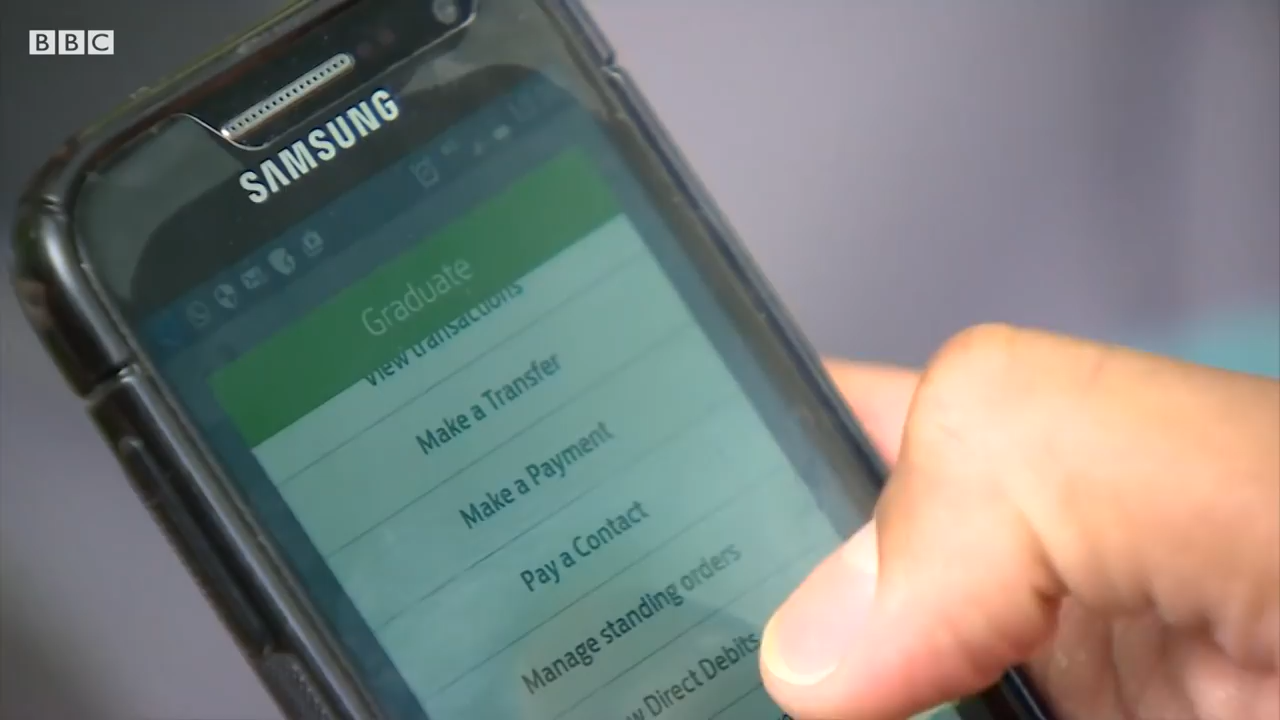 BBC
SAMSUNG
Graduate
View transactions
Make a Transfer
Make a Payment
Pay a Contact
Manage standing orders
w Direct Debits